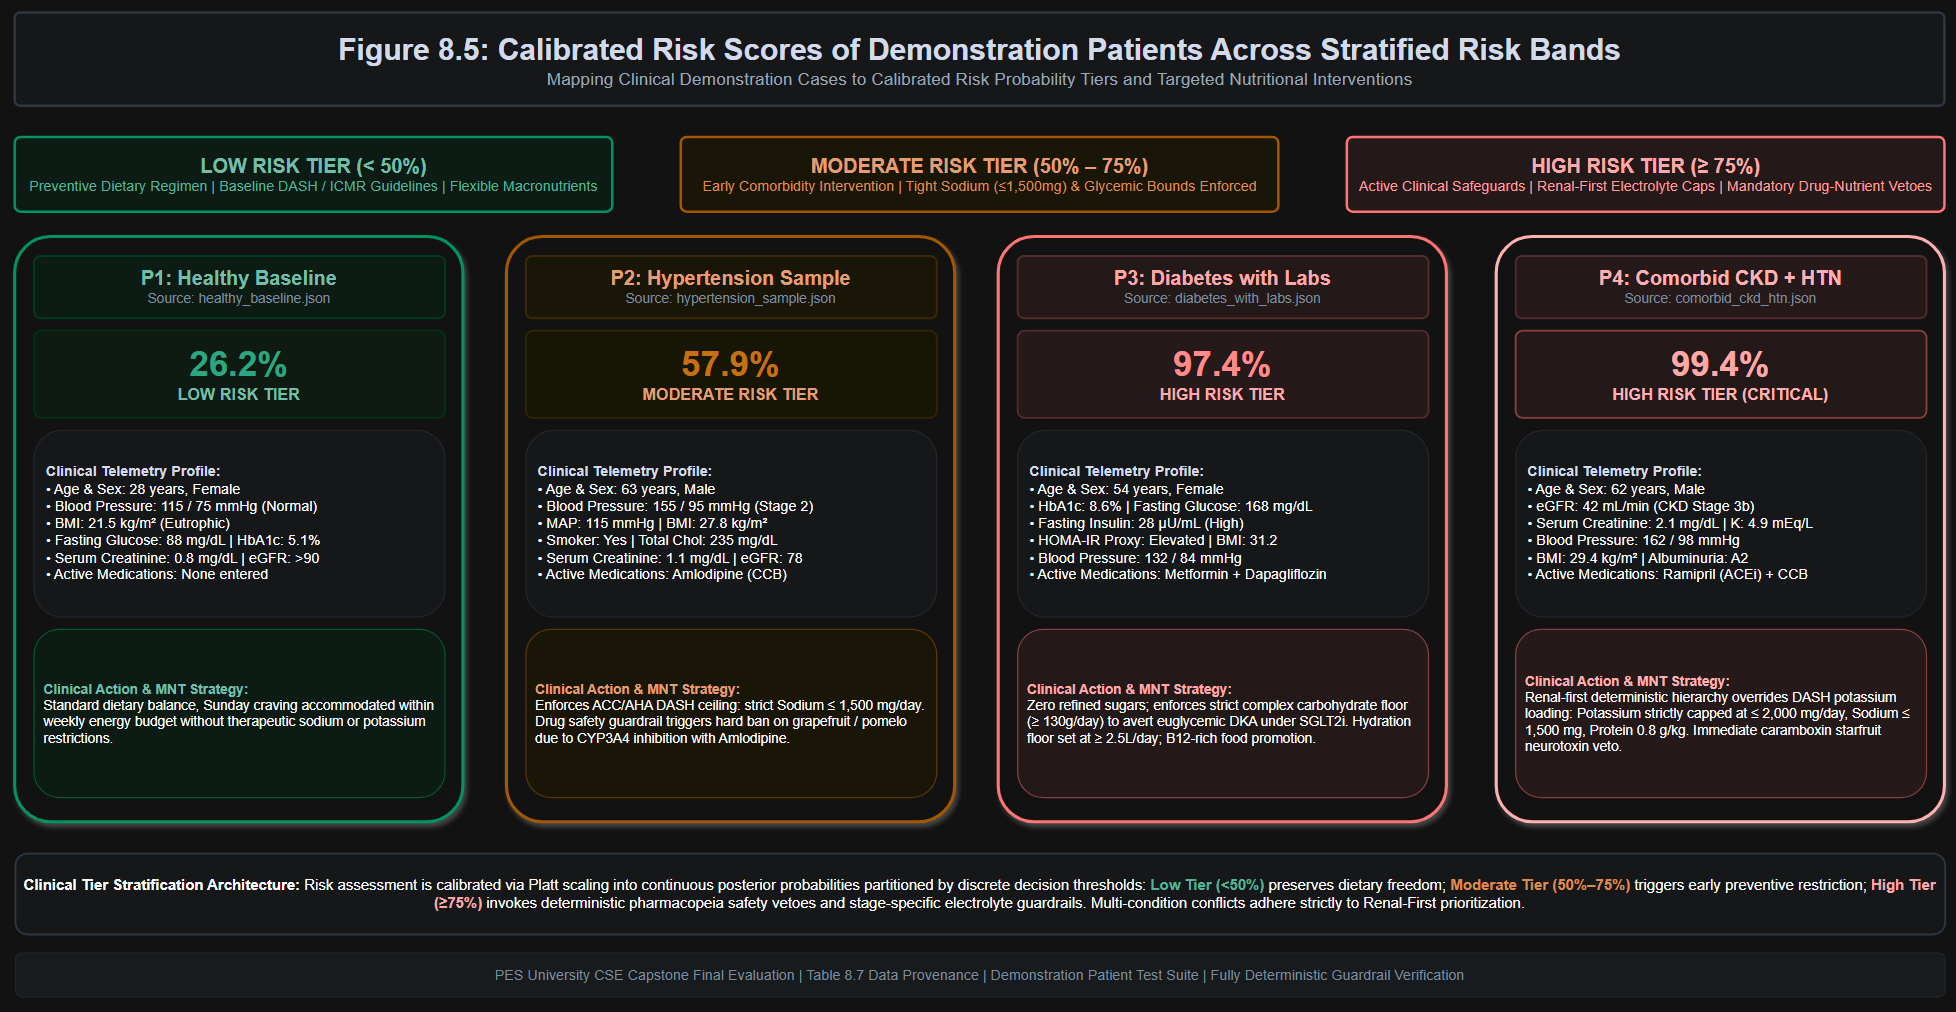 Figure 8.5: Calibrated Risk Scores of Demonstration Patients Across Stratified Risk Bands
Mapping Clinical Demonstration Cases to Calibrated Risk Probability Tiers and Targeted Nutritional Interventions
LOW RISK TIER (< 50%)
Preventive Dietary Regimen | Baseline DASH / ICMR Guidelines | Flexible Macronutrients
MODERATE RISK TIER (50% – 75%)
Early Comorbidity Intervention | Tight Sodium (≤1,500mg) & Glycemic Bounds Enforced
HIGH RISK TIER (≥ 75%)
Active Clinical Safeguards | Renal-First Electrolyte Caps | Mandatory Drug-Nutrient Vetoes
P1: Healthy Baseline
Source: healthy_baseline.json
26.2%
LOW RISK TIER
Clinical Telemetry Profile:
• Age & Sex: 28 years, Female
• Blood Pressure: 115 / 75 mmHg (Normal)
• BMI: 21.5 kg/m² (Eutrophic)
• Fasting Glucose: 88 mg/dL | HbA1c: 5.1%
• Serum Creatinine: 0.8 mg/dL | eGFR: >90
• Active Medications: None entered
Clinical Action & MNT Strategy:
Standard dietary balance, Sunday craving accommodated within
weekly energy budget without therapeutic sodium or potassium
restrictions.
P2: Hypertension Sample
Source: hypertension_sample.json
57.9%
MODERATE RISK TIER
Clinical Telemetry Profile:
• Age & Sex: 63 years, Male
• Blood Pressure: 155 / 95 mmHg (Stage 2)
• MAP: 115 mmHg | BMI: 27.8 kg/m²
• Smoker: Yes | Total Chol: 235 mg/dL
• Serum Creatinine: 1.1 mg/dL | eGFR: 78
• Active Medications: Amlodipine (CCB)
Clinical Action & MNT Strategy:
Enforces ACC/AHA DASH ceiling: strict Sodium ≤ 1,500 mg/day.
Drug safety guardrail triggers hard ban on grapefruit / pomelo
due to CYP3A4 inhibition with Amlodipine.
P3: Diabetes with Labs
Source: diabetes_with_labs.json
97.4%
HIGH RISK TIER
Clinical Telemetry Profile:
• Age & Sex: 54 years, Female
• HbA1c: 8.6% | Fasting Glucose: 168 mg/dL
• Fasting Insulin: 28 µU/mL (High)
• HOMA-IR Proxy: Elevated | BMI: 31.2
• Blood Pressure: 132 / 84 mmHg
• Active Medications: Metformin + Dapagliflozin
Clinical Action & MNT Strategy:
Zero refined sugars; enforces strict complex carbohydrate floor
(≥ 130g/day) to avert euglycemic DKA under SGLT2i. Hydration
floor set at ≥ 2.5L/day; B12-rich food promotion.
P4: Comorbid CKD + HTN
Source: comorbid_ckd_htn.json
99.4%
HIGH RISK TIER (CRITICAL)
Clinical Telemetry Profile:
• Age & Sex: 62 years, Male
• eGFR: 42 mL/min (CKD Stage 3b)
• Serum Creatinine: 2.1 mg/dL | K: 4.9 mEq/L
• Blood Pressure: 162 / 98 mmHg
• BMI: 29.4 kg/m² | Albuminuria: A2
• Active Medications: Ramipril (ACEi) + CCB
Clinical Action & MNT Strategy:
Renal-first deterministic hierarchy overrides DASH potassium
loading: Potassium strictly capped at ≤ 2,000 mg/day, Sodium ≤
1,500 mg, Protein 0.8 g/kg. Immediate caramboxin starfruit
neurotoxin veto.
Clinical Tier Stratification Architecture: Risk assessment is calibrated via Platt scaling into continuous posterior probabilities partitioned by discrete decision thresholds: Low Tier (<50%) preserves dietary freedom; Moderate Tier (50%–75%) triggers early preventive restriction; High Tier
(≥75%) invokes deterministic pharmacopeia safety vetoes and stage-specific electrolyte guardrails. Multi-condition conflicts adhere strictly to Renal-First prioritization.
PES University CSE Capstone Final Evaluation | Table 8.7 Data Provenance | Demonstration Patient Test Suite | Fully Deterministic Guardrail Verification